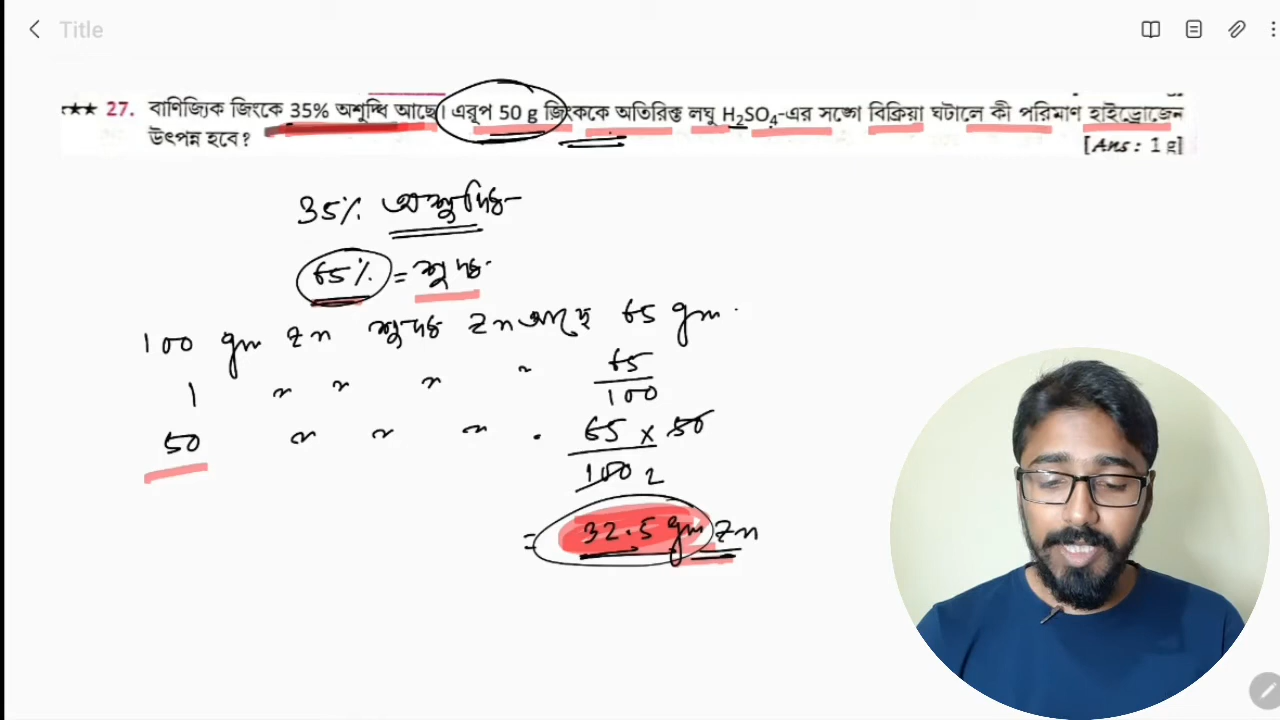 Title
★★ 27. বাণিজ্যিক জিংকে 35% অশুদ্ধি আছে। এরূপ 50 g জিংককে অতিরিক্ত লঘু H₂SO₄-এর সঙ্গে বিক্রিয়া ঘটালে কী পরিমাণ হাইড্রোজেন
উৎপন্ন হবে?
[Ans : 1 g]
35% অশুদ্ধি
65% = শুদ্ধ
100 gm Zn শুদ্ধ Zn আছে 65 gm.
1 " " " " 65/100
50 " " " . 65 x 50
100 2
= 32.5 gm Zn